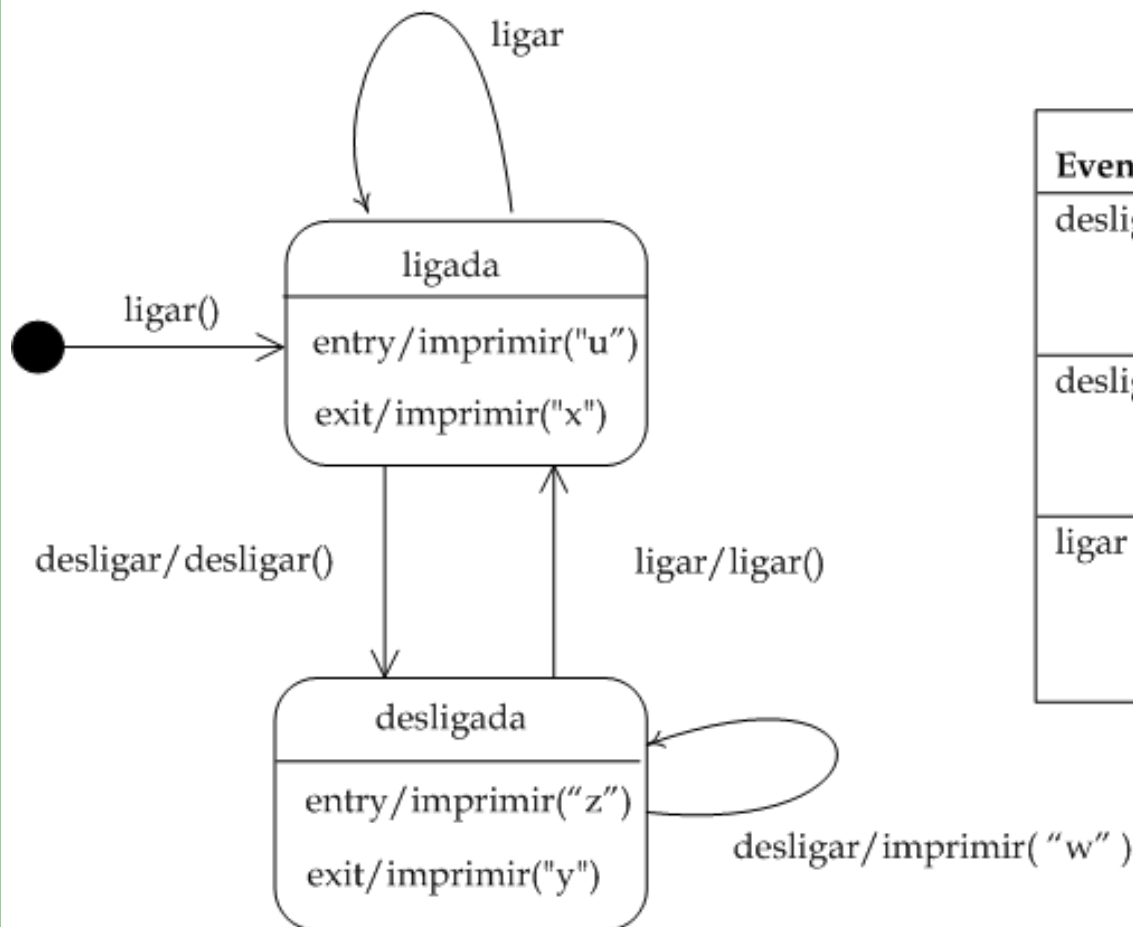 ligar
ligada
ligar()
entry/imprimir("u”)
exit/imprimir("x")
desligar/desligar()
ligar/ligar()
desligada
entry/imprimir(“z”)
exit/imprimir("y")
desligar/imprimir( “w” )
ligar